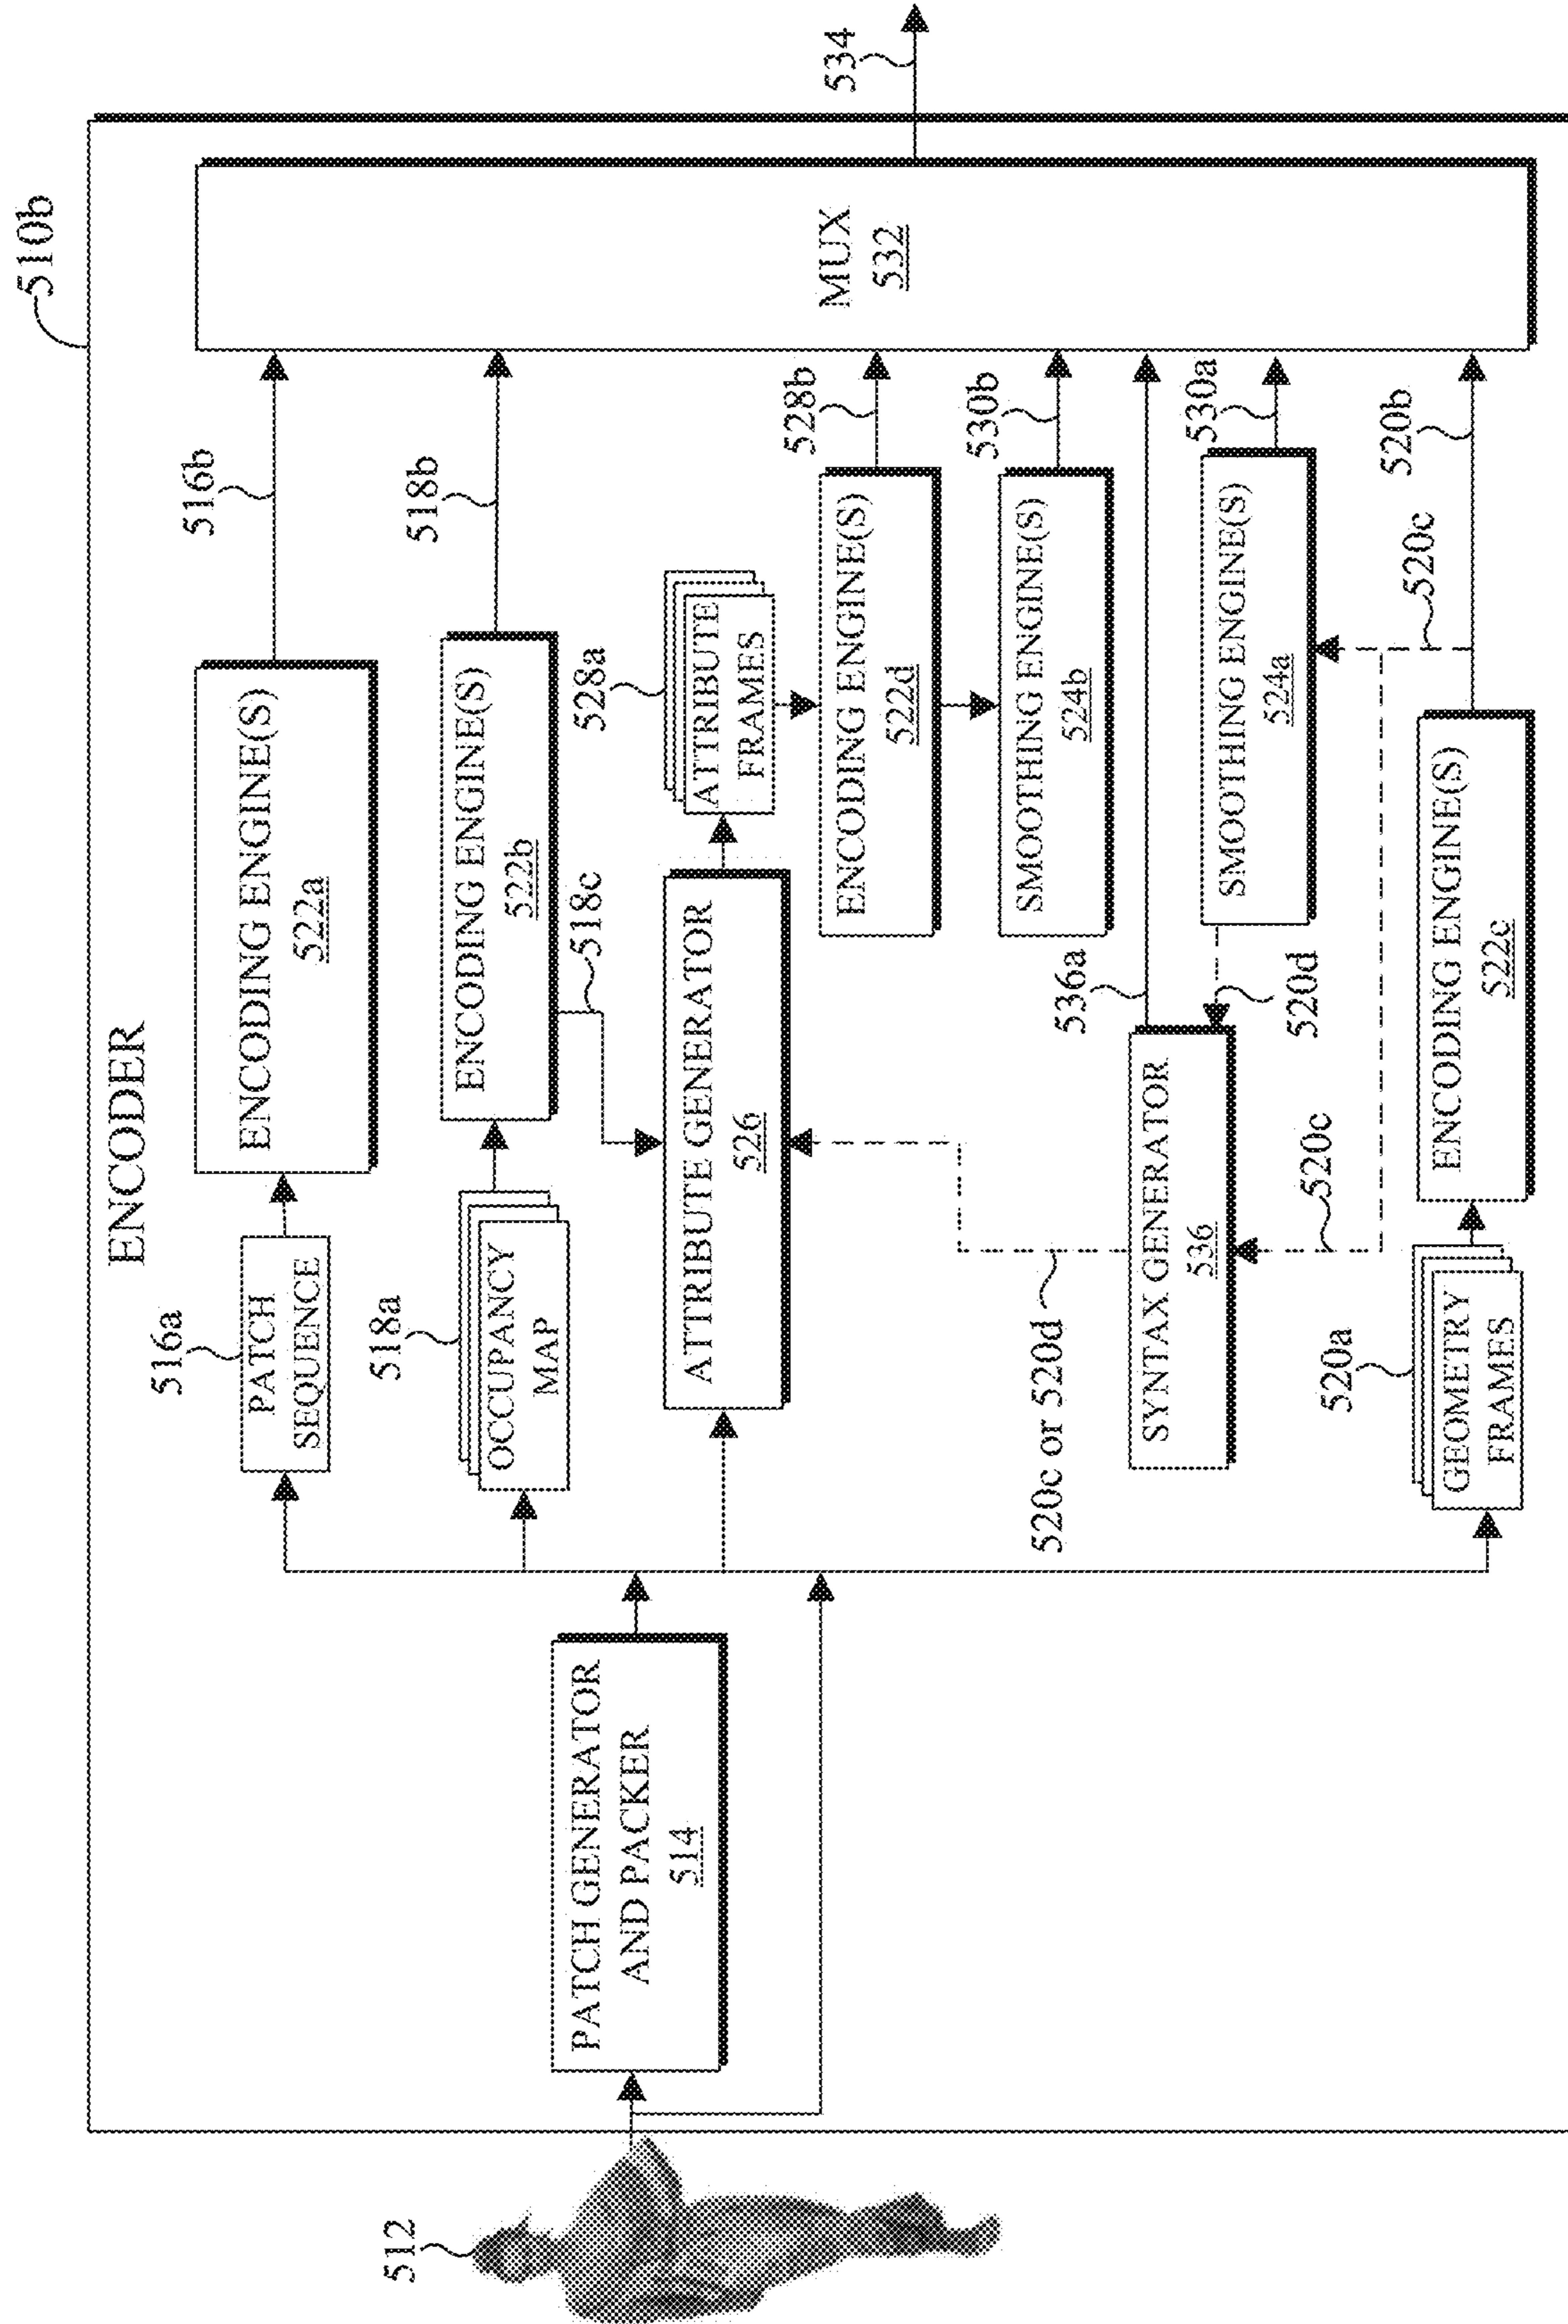 510b
ENCODER
512
PATCH GENERATOR
AND PACKER
514
516a
PATCH
SEQUENCE
ENCODING ENGINE(S)
522a
516b
518a
OCCUPANCY
MAP
ENCODING ENGINE(S)
522b
518b
518c
ATTRIBUTE GENERATOR
526
528a
ATTRIBUTE
FRAMES
ENCODING ENGINE(S)
522d
528b
SMOOTHING ENGINE(S)
524b
530b
520c or 520d
SYNTAX GENERATOR
536
536a
520d
SMOOTHING ENGINE(S)
524a
530a
520c
520c
520a
GEOMETRY
FRAMES
ENCODING ENGINE(S)
522c
520b
MUX
532
534